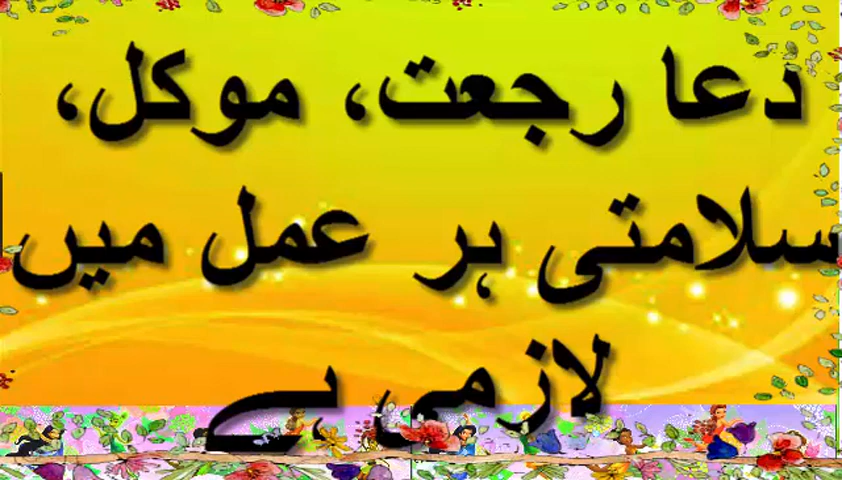 دعا رجعت، موکل،
سلامتی ہر عمل میں
لازمی ہے